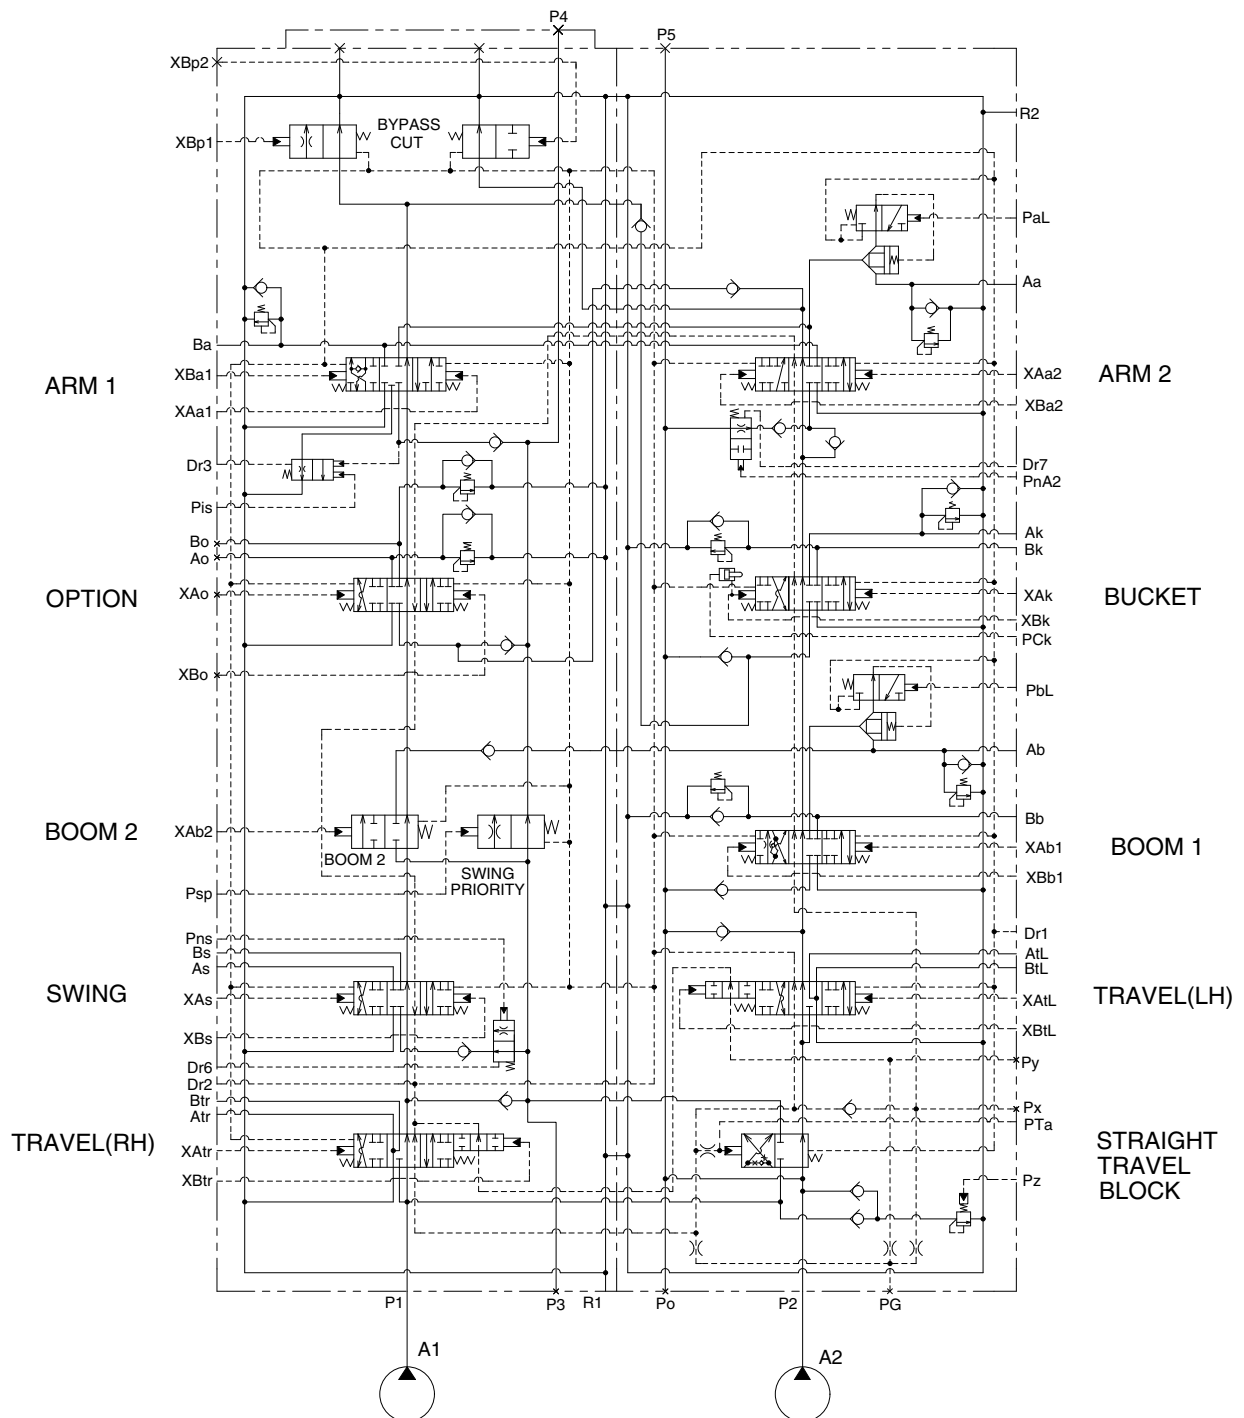 P4
P5
XBp2
R2
BYPASS
CUT
XBp1
PaL
Aa
Ba
ARM 1
XBa1
XAa2
ARM 2
XAa1
XBa2
Dr3
Dr7
PnA2
Pis
Ak
Bo
Bk
Ao
OPTION
XAo
XAk
BUCKET
XBk
PCk
XBo
PbL
Ab
Bb
BOOM 2
XAb2
XAb1
BOOM 1
BOOM 2
SWING
PRIORITY
XBb1
Psp
Pns
Dr1
Bs
AtL
As
BtL
SWING
XAs
XAtL
TRAVEL(LH)
XBs
XBtL
Dr6
Py
Dr2
Btr
Px
Atr
PTa
TRAVEL(RH)
XAtr
STRAIGHT
TRAVEL
BLOCK
XBtr
Pz
P1
P3
R1
Po
P2
PG
A1
A2